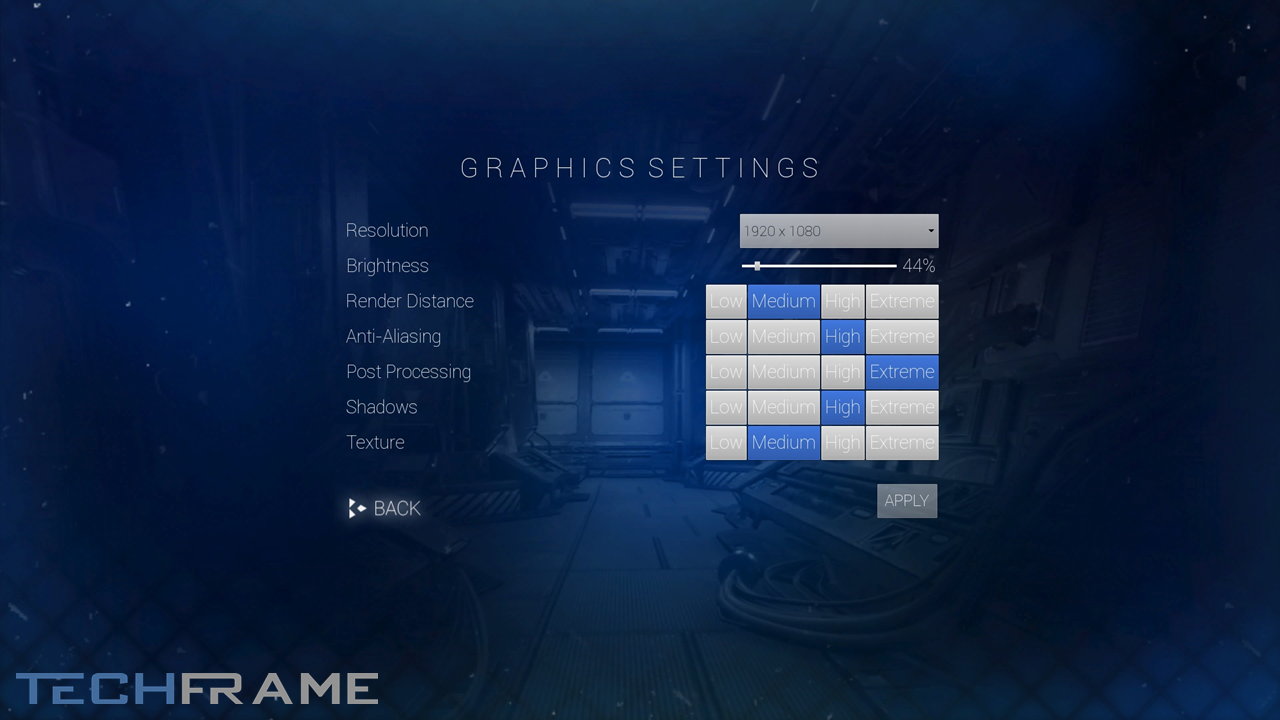 GRAPHICS SETTINGS
Resolution 1920 x 1080
Brightness 44%
Render Distance Low Medium High Extreme
Anti-Aliasing Low Medium High Extreme
Post Processing Low Medium High Extreme
Shadows Low Medium High Extreme
Texture Low Medium High Extreme
BACK APPLY
TECHFRAME